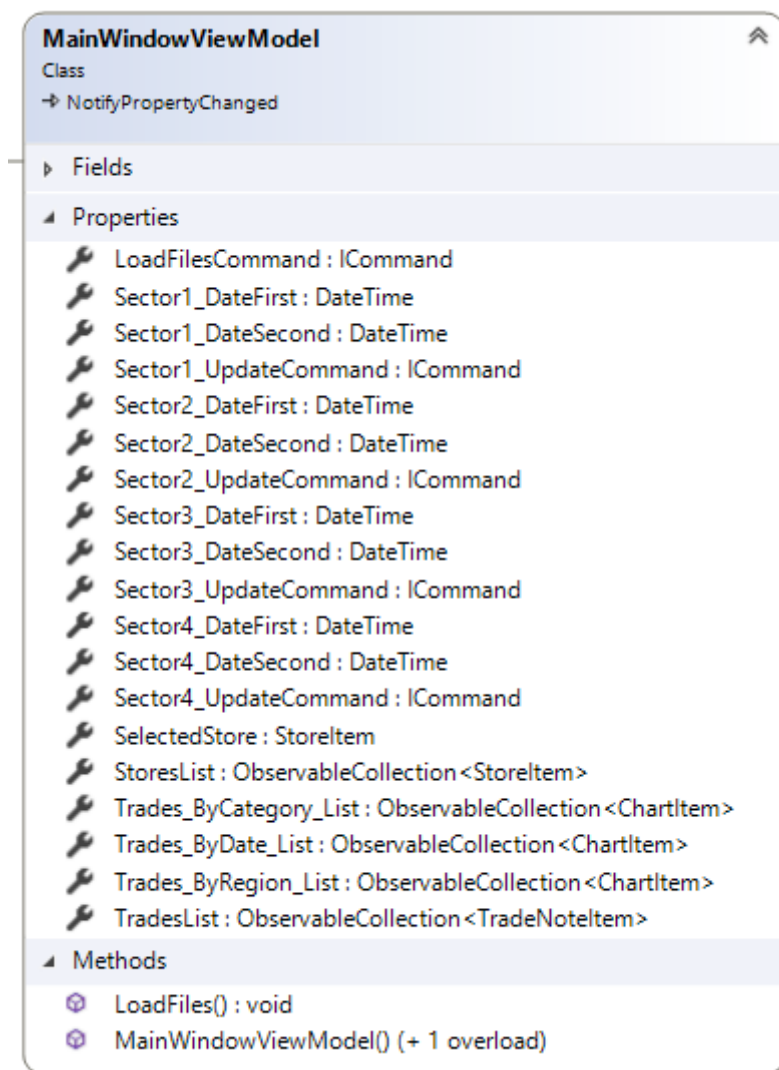 MainWindowViewModel
Class
NotifyPropertyChanged
Fields
Properties
LoadFilesCommand : ICommand
Sector1_DateFirst : DateTime
Sector1_DateSecond : DateTime
Sector1_UpdateCommand : ICommand
Sector2_DateFirst : DateTime
Sector2_DateSecond : DateTime
Sector2_UpdateCommand : ICommand
Sector3_DateFirst : DateTime
Sector3_DateSecond : DateTime
Sector3_UpdateCommand : ICommand
Sector4_DateFirst : DateTime
Sector4_DateSecond : DateTime
Sector4_UpdateCommand : ICommand
SelectedStore : StoreItem
StoresList : ObservableCollection<StoreItem>
Trades_ByCategory_List : ObservableCollection<ChartItem>
Trades_ByDate_List : ObservableCollection<ChartItem>
Trades_ByRegion_List : ObservableCollection<ChartItem>
TradesList : ObservableCollection<TradeNoteItem>
Methods
LoadFiles() : void
MainWindowViewModel() (+ 1 overload)